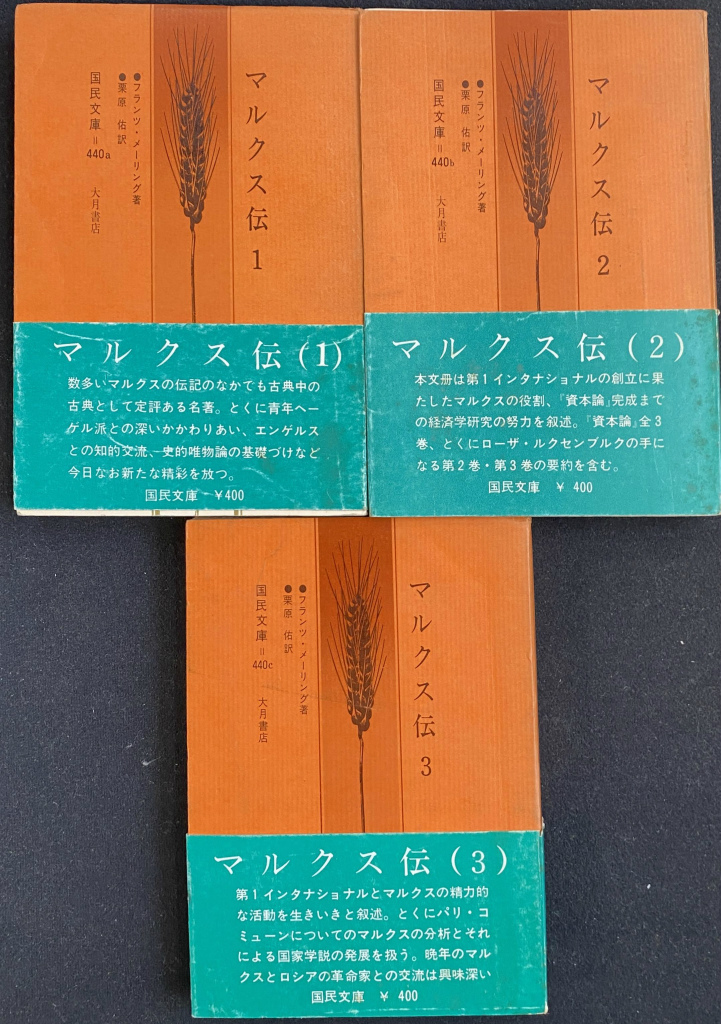 マルクス伝 1
●フランツ・メーリング著
●栗原 佑訳
国民文庫=440a 大月書店
マルクス伝(1)
数多いマルクスの伝記のなかでも古典中の
古典として定評ある名著。とくに青年ヘー
ゲル派との深いかかわりあい、エンゲルス
との知的交流、史的唯物論の基礎づけなど
今日なお新たな精彩を放つ。
国民文庫 ¥400
マルクス伝 2
●フランツ・メーリング著
●栗原 佑訳
国民文庫=440b 大月書店
マルクス伝(2)
本文冊は第1インタナショナルの創立に果
たしたマルクスの役割、『資本論』完成まで
の経済学研究の努力を叙述。『資本論』全3
巻、とくにローザ・ルクセンブルクの手に
なる第2巻・第3巻の要約を含む。
国民文庫 ¥ 400
マルクス伝 3
●フランツ・メーリング著
●栗原 佑訳
国民文庫=440c 大月書店
マルクス伝(3)
第1インタナショナルとマルクスの精力的
な活動を生きいきと叙述。とくにパリ・コ
ミューンについてのマルクスの分析とそれ
による国家学説の発展を扱う。晩年のマル
クスとロシアの革命家との交流は興味深い
国民文庫 ¥ 400